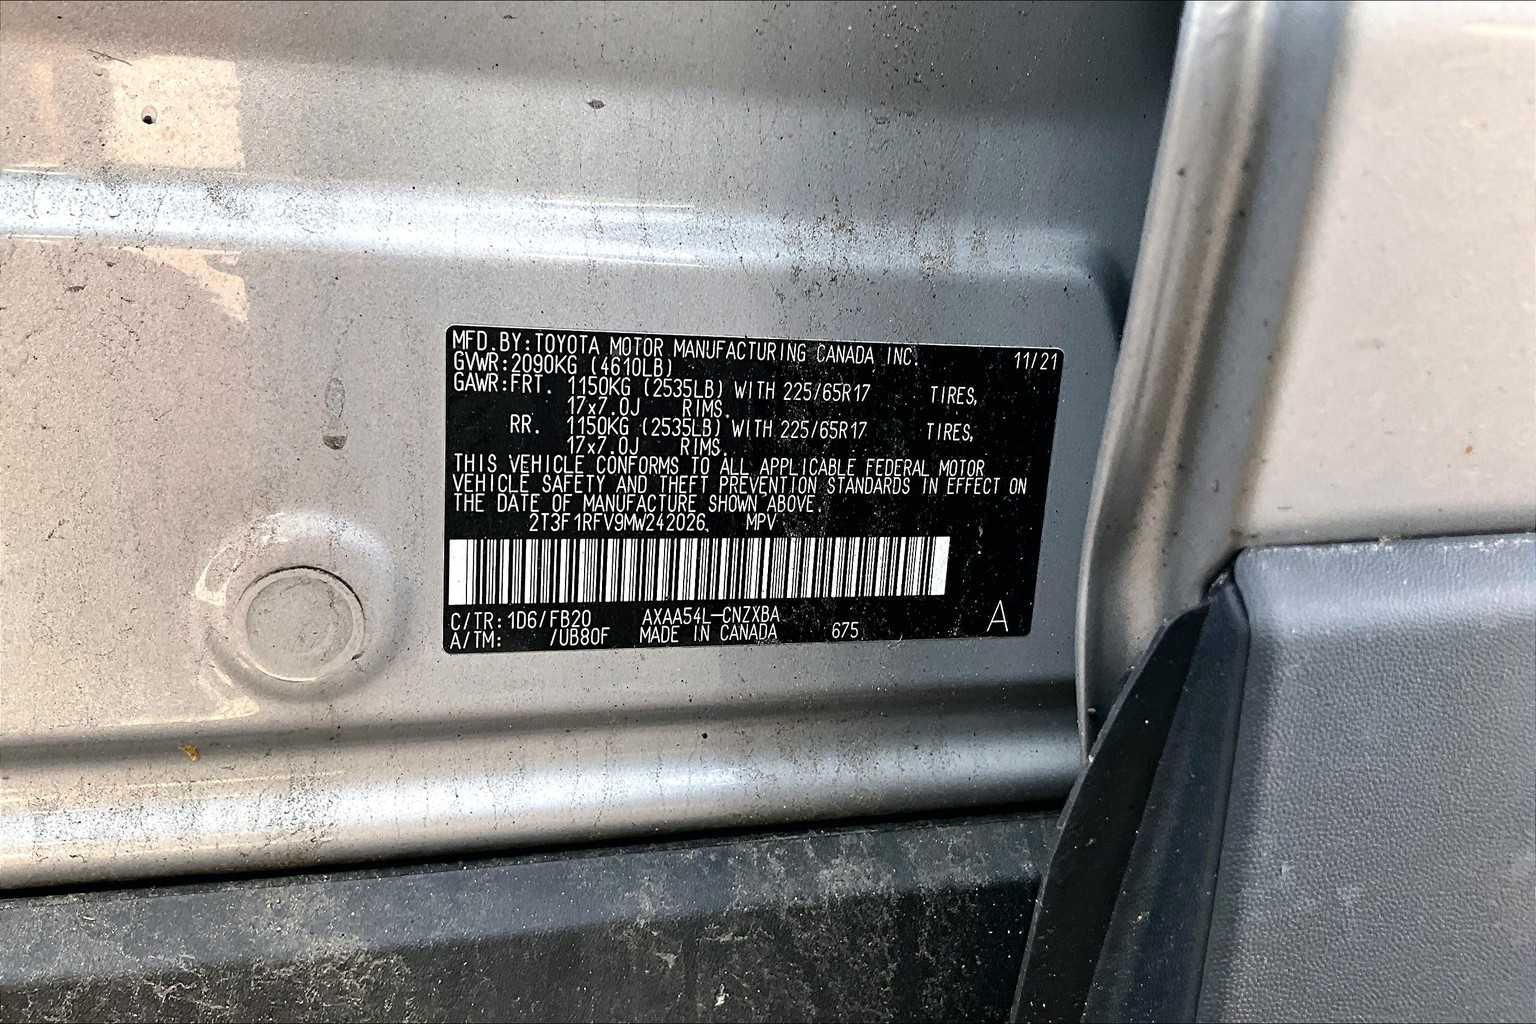 MFD.BY:TOYOTA MOTOR MANUFACTURING CANADA INC. 11/21
GVWR:2090KG (4610LB)
GAWR:FRT. 1150KG (2535LB) WITH 225/65R17 TIRES,
17x7.0J RIMS.
RR. 1150KG (2535LB) WITH 225/65R17 TIRES,
17x7.0J RIMS.
THIS VEHICLE CONFORMS TO ALL APPLICABLE FEDERAL MOTOR
VEHICLE SAFETY AND THEFT PREVENTION STANDARDS IN EFFECT ON
THE DATE OF MANUFACTURE SHOWN ABOVE.
2T3F1RFV9MW242026. MPV
C/TR:1D6/FB20 AXAA54L-CNZXBA
A/TM: /UB80F MADE IN CANADA 675 A